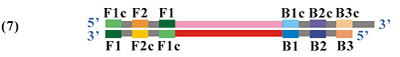 F1c F2 F1 B1c B2c B3c
(7) 5’ 3’
3’ 5’
F1 F2c F1c B1 B2 B3